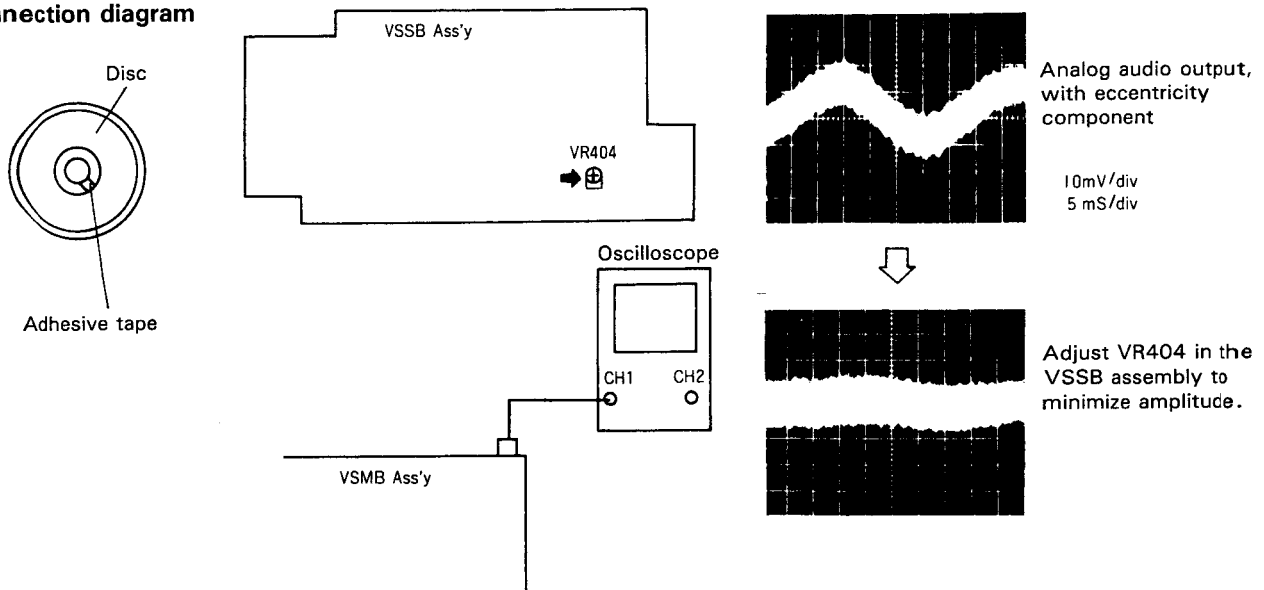 nnection diagram
Disc
Adhesive tape
VSSB Ass'y
VR404
Oscilloscope
CH1 CH2
VSMB Ass'y
Analog audio output,
with eccentricity
component
10mV/div
5 mS/div
Adjust VR404 in the
VSSB assembly to
minimize amplitude.